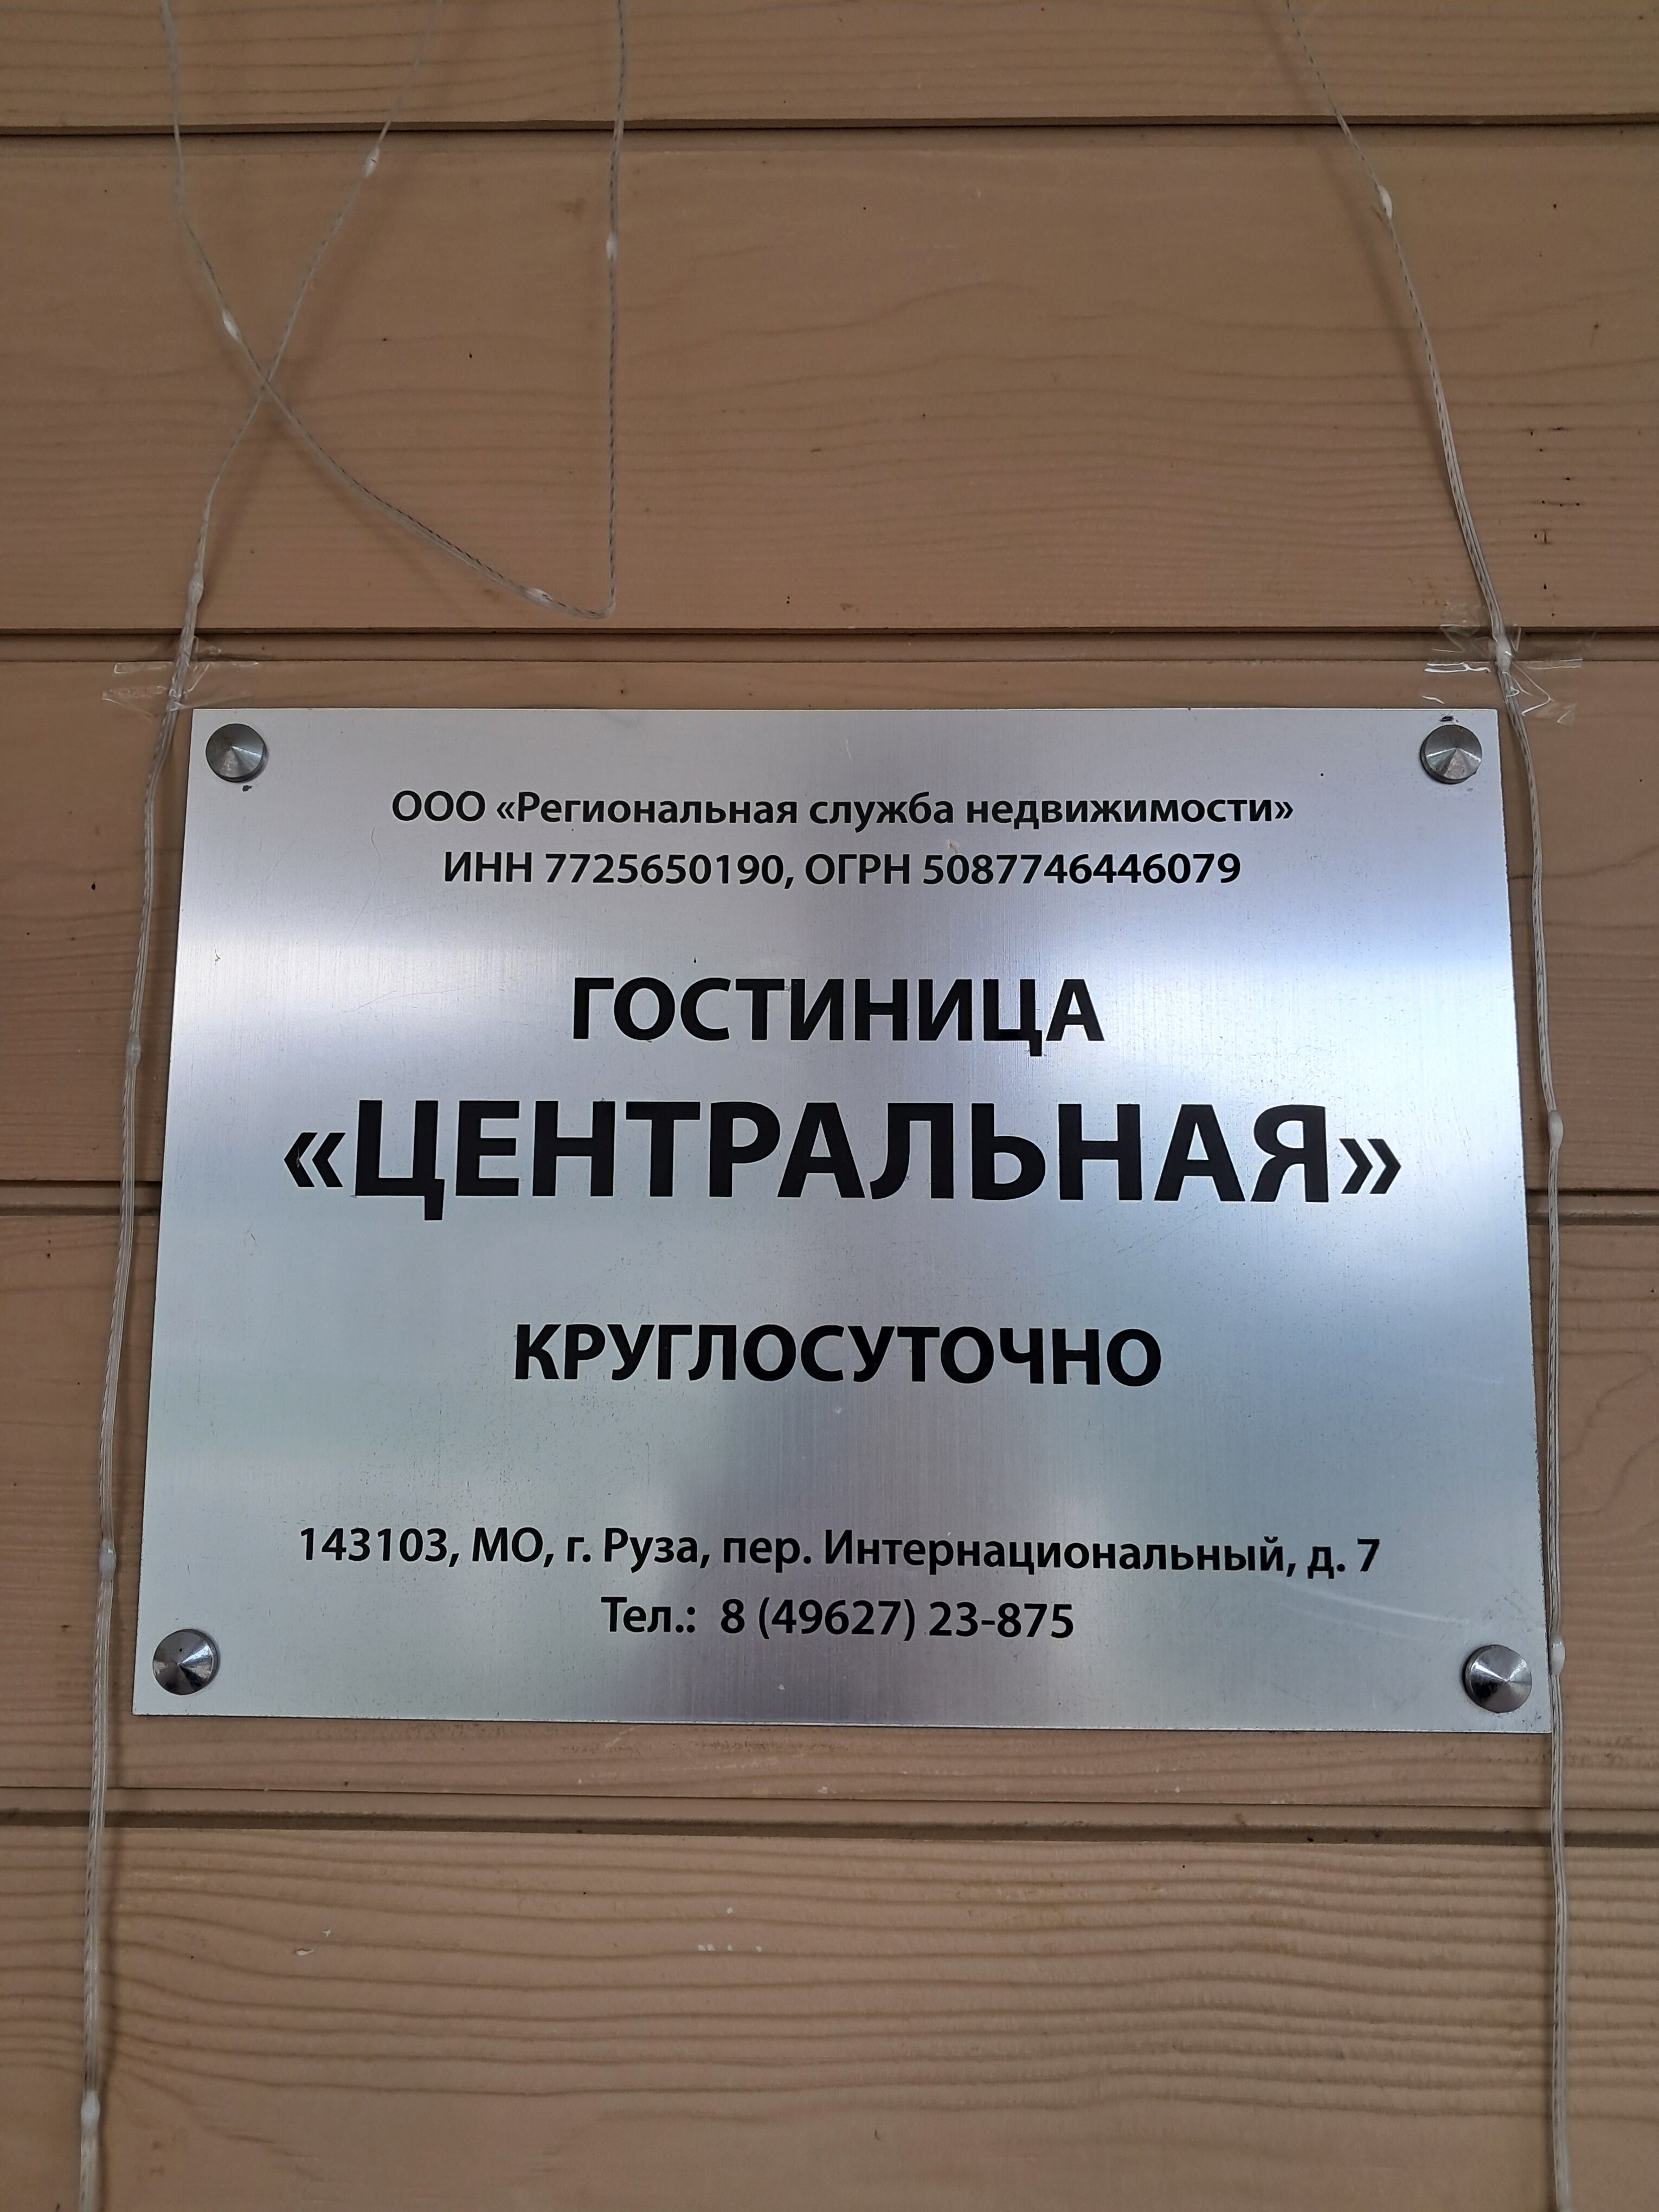 ООО «Региональная служба недвижимости»
ИНН 7725650190, ОГРН 5087746446079
ГОСТИНИЦА
«ЦЕНТРАЛЬНАЯ»
КРУГЛОСУТОЧНО
143103, МО, г. Руза, пер. Интернациональный, д. 7
Тел.: 8 (49627) 23-875